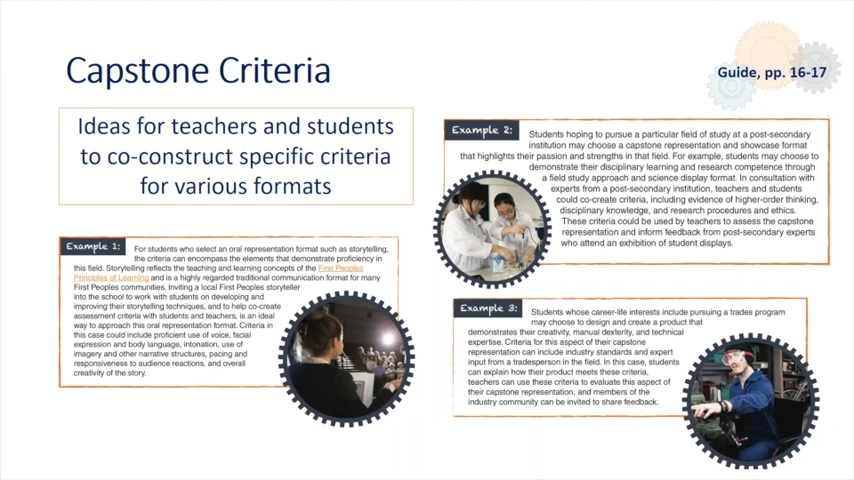 Capstone Criteria
Guide, pp. 16-17
Ideas for teachers and students
to co-construct specific criteria
for various formats
Example 1:
For students who select an oral representation format such as storytelling,
the criteria can encompass the elements that demonstrate proficiency in
this field. Storytelling reflects the teaching and learning concepts of the First Peoples
Principles of Learning and is a highly regarded traditional communication format for many
First Peoples communities. Inviting a local First Peoples storyteller
into the school to work with students on developing and
improving their storytelling techniques, and to help co-create
assessment criteria with students and teachers, is an ideal
way to approach this oral representation format. Criteria in
this case could include proficient use of voice, facial
expression and body language, intonation, use of
imagery and other narrative structures, pacing and
responsiveness to audience reactions, and overall
creativity of the story.
Example 2:
Students hoping to pursue a particular field of study at a post-secondary
institution may choose a capstone representation and showcase format
that highlights their passion and strengths in that field. For example, students may choose to
demonstrate their disciplinary learning and research competence through
a field study approach and science display format. In consultation with
experts from a post-secondary institution, teachers and students
could co-create criteria, including evidence of higher-order thinking,
disciplinary knowledge, and research procedures and ethics.
These criteria could be used by teachers to assess the capstone
representation and inform feedback from post-secondary experts
who attend an exhibition of student displays.
Example 3:
Students whose career-life interests include pursuing a trades program
may choose to design and create a product that
demonstrates their creativity, manual dexterity, and technical
expertise. Criteria for this aspect of their capstone
representation can include industry standards and expert
input from a tradesperson in the field. In this case, students
can explain how their product meets these criteria,
teachers can use these criteria to evaluate this aspect of
their capstone representation, and members of the
industry community can be invited to share feedback.